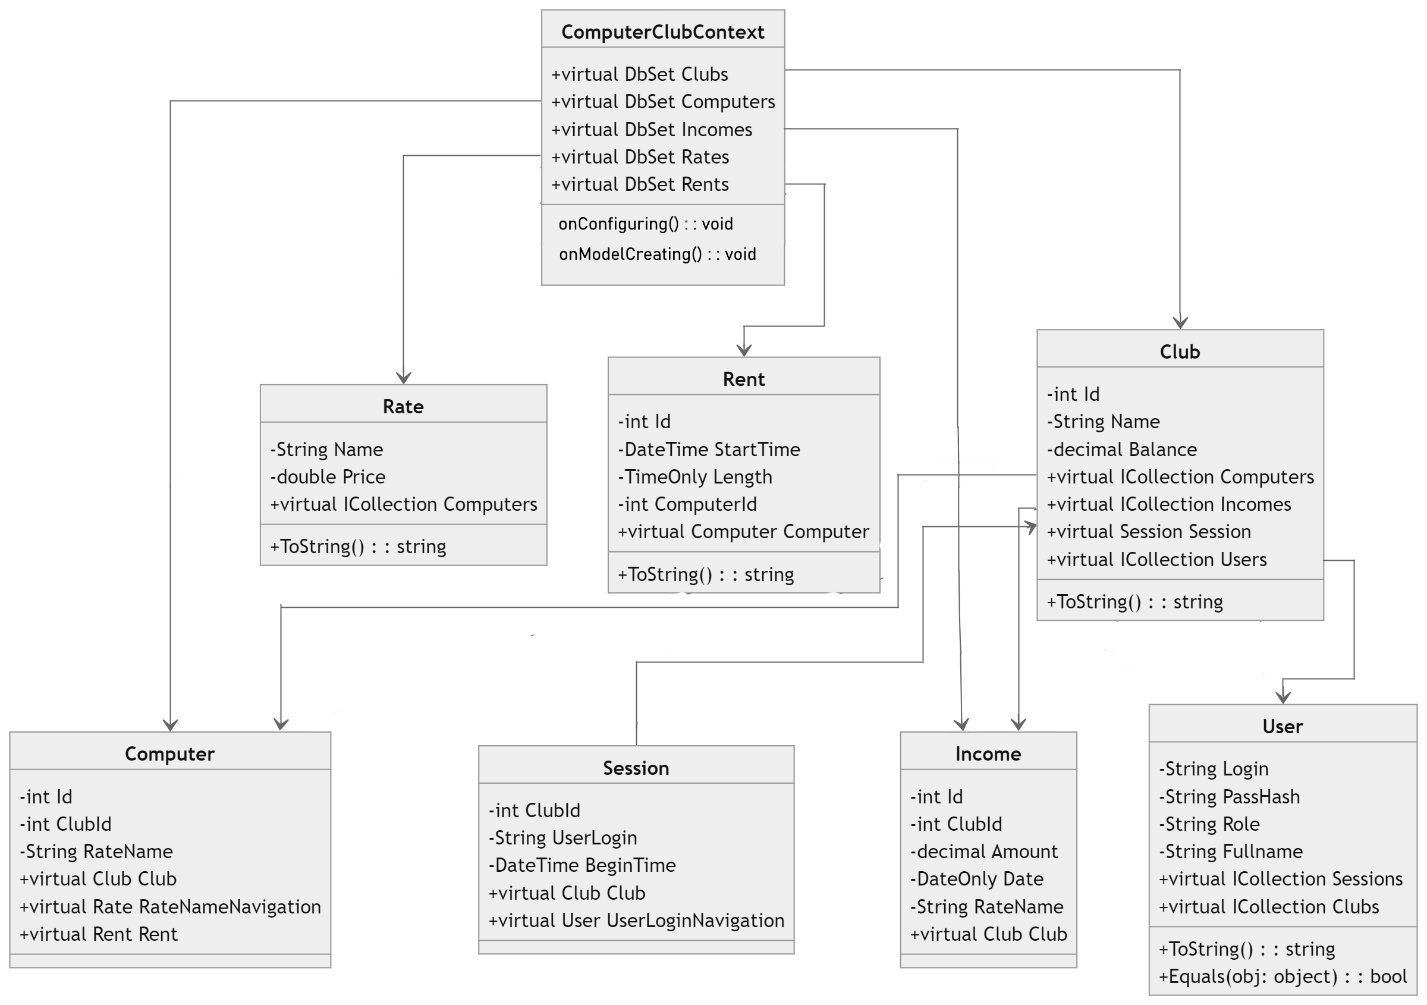 ComputerClubContext
+virtual DbSet Clubs
+virtual DbSet Computers
+virtual DbSet Incomes
+virtual DbSet Rates
+virtual DbSet Rents
onConfiguring() : : void
onModelCreating() : : void
Rate
-String Name
-double Price
+virtual ICollection Computers
+ToString() : : string
Rent
-int Id
-DateTime StartTime
-TimeOnly Length
-int ComputerId
+virtual Computer Computer
+ToString() : : string
Club
-int Id
-String Name
-decimal Balance
+virtual ICollection Computers
+virtual ICollection Incomes
+virtual Session Session
+virtual ICollection Users
+ToString() : : string
Computer
-int Id
-int ClubId
-String RateName
+virtual Club Club
+virtual Rate RateNameNavigation
+virtual Rent Rent
Session
-int ClubId
-String UserLogin
-DateTime BeginTime
+virtual Club Club
+virtual User UserLoginNavigation
Income
-int Id
-int ClubId
-decimal Amount
-DateOnly Date
-String RateName
+virtual Club Club
User
-String Login
-String PassHash
-String Role
-String Fullname
+virtual ICollection Sessions
+virtual ICollection Clubs
+ToString() : : string
+Equals(obj: object) : : bool